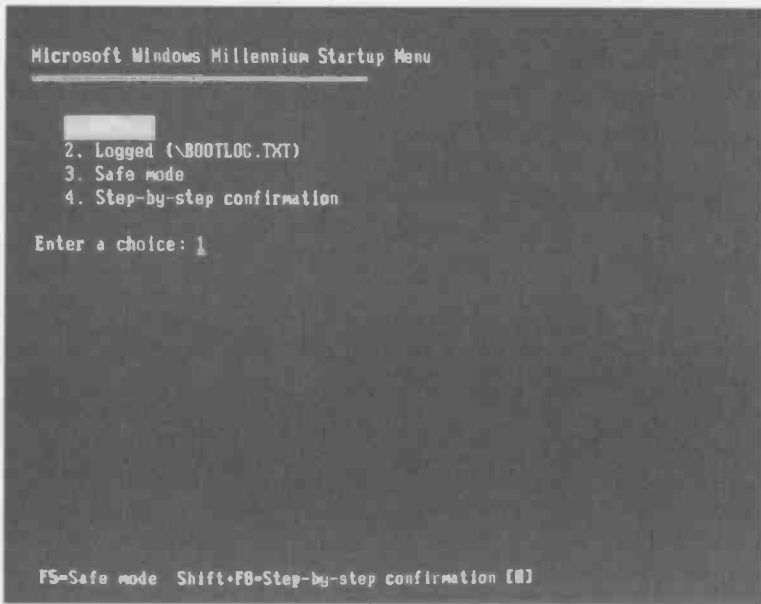 Microsoft Windows Millennium Startup Menu
2. Logged (\BOOTLOG.TXT)
3. Safe mode
4. Step-by-step confirmation
Enter a choice: 1
F5=Safe mode Shift+F8=Step-by-step confirmation [N]